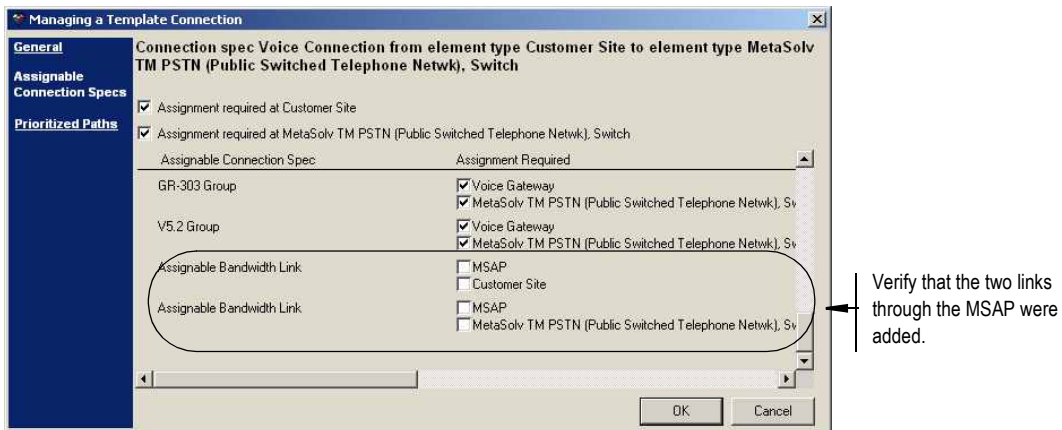 Managing a Template Connection
General
Assignable
Connection Specs
Prioritized Paths
Connection spec Voice Connection from element type Customer Site to element type MetaSolv
TM PSTN (Public Switched Telephone Netwk), Switch
Assignment required at Customer Site
Assignment required at MetaSolv TM PSTN (Public Switched Telephone Netwk), Switch
Assignable Connection Spec Assignment Required
GR-303 Group Voice Gateway
MetaSolv TM PSTN (Public Switched Telephone Netwk), Sw
V5.2 Group Voice Gateway
MetaSolv TM PSTN (Public Switched Telephone Netwk), Sw
Assignable Bandwidth Link MSAP
Customer Site
Assignable Bandwidth Link MSAP
MetaSolv TM PSTN (Public Switched Telephone Netwk), Sw
OK Cancel
Verify that the two links
through the MSAP were
added.